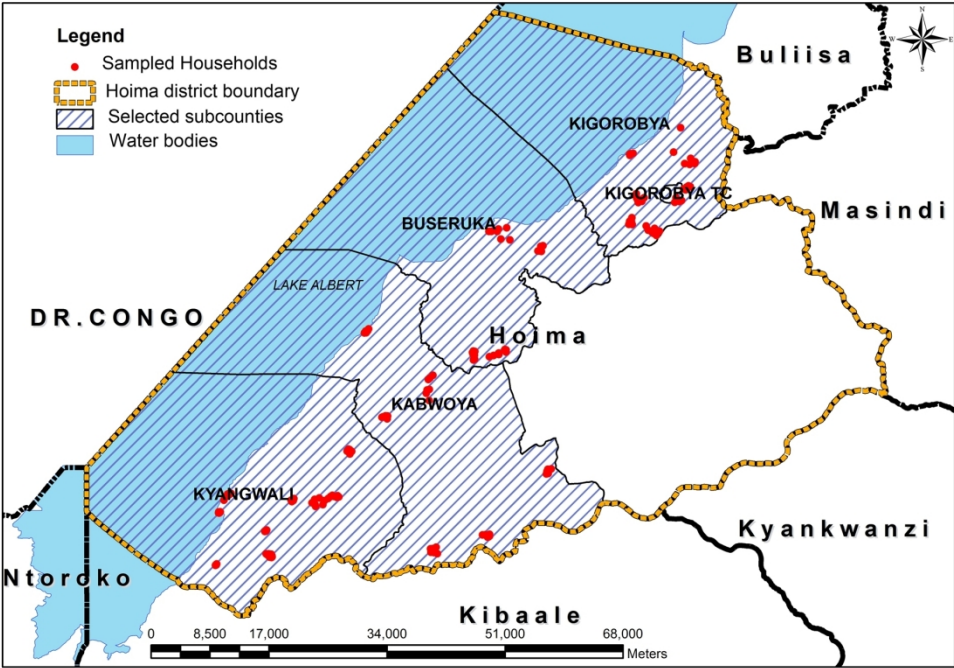 Legend
Sampled Households
Hoima district boundary
Selected subcounties
Water bodies
N
W
E
S
Buliisa
KIGOROBYA
KIGOROBYA TC
Masindi
BUSERUKA
LAKE ALBERT
DR.CONGO
Hoima
KABWOYA
KYANGWALI
Kyankwanzi
Ntoroko
Kibaale
0 8,500 17,000 34,000 51,000 68,000
Meters